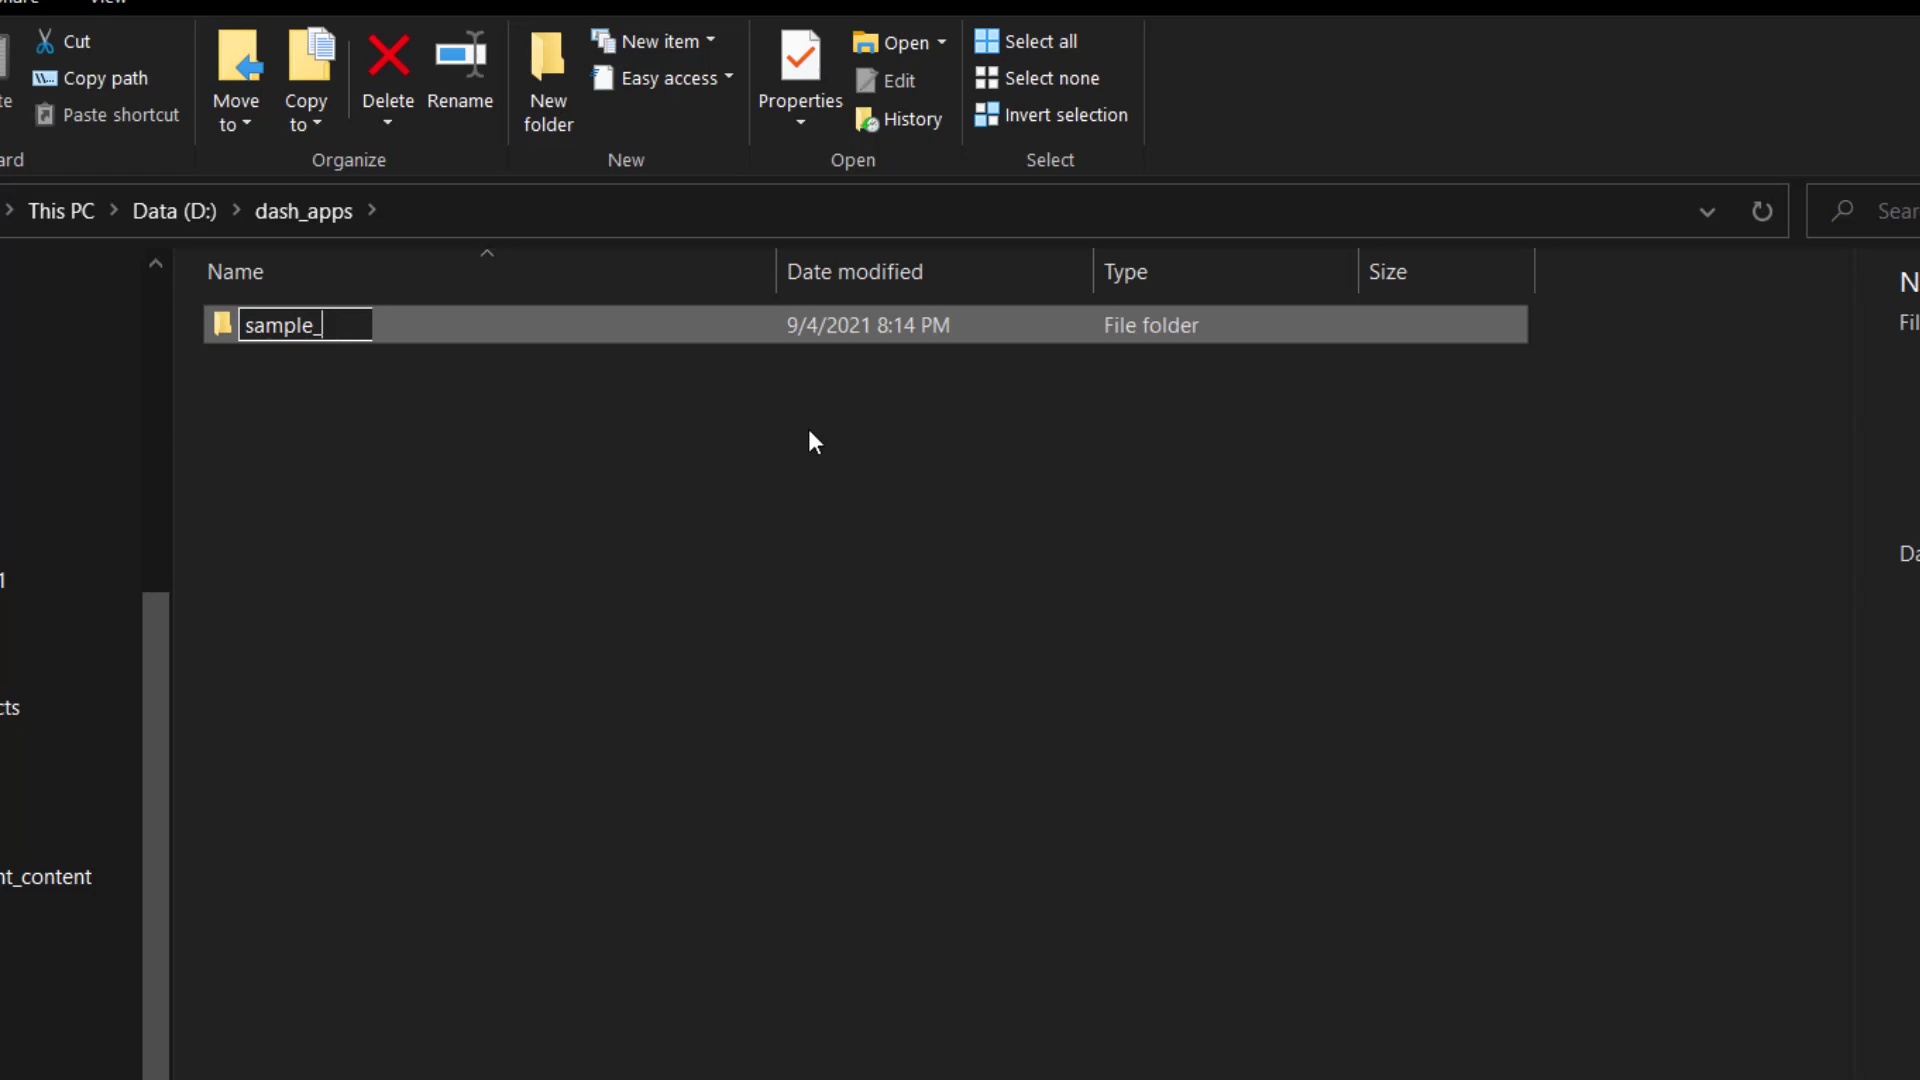 View
Cut
Copy path
Paste shortcut
Move to
Copy to
Delete
Rename
New folder
New item
Easy access
Properties
Open
Edit
History
Select all
Select none
Invert selection
Organize
New
Open
Select
This PC
Data (D:)
dash_apps
Name
Date modified
Type
Size
sample_
9/4/2021 8:14 PM
File folder
nt_content